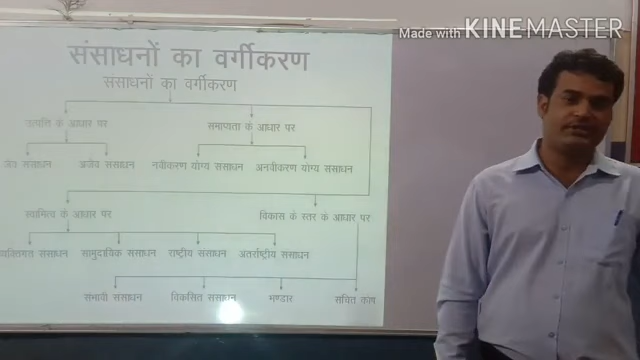 Made with KINEMASTER
संसाधनों का वर्गीकरण
संसाधनों का वर्गीकरण
उत्पत्ति के आधार पर समाप्यता के आधार पर
जैव संसाधन अजैव संसाधन नवीकरण योग्य संसाधन अनवीकरण योग्य संसाधन
स्वामित्व के आधार पर विकास के स्तर के आधार पर
व्यक्तिगत संसाधन सामुदायिक संसाधन राष्ट्रीय संसाधन अतर्राष्ट्रीय संसाधन
संभावी संसाधन विकसित संसाधन भण्डार संचित कोष